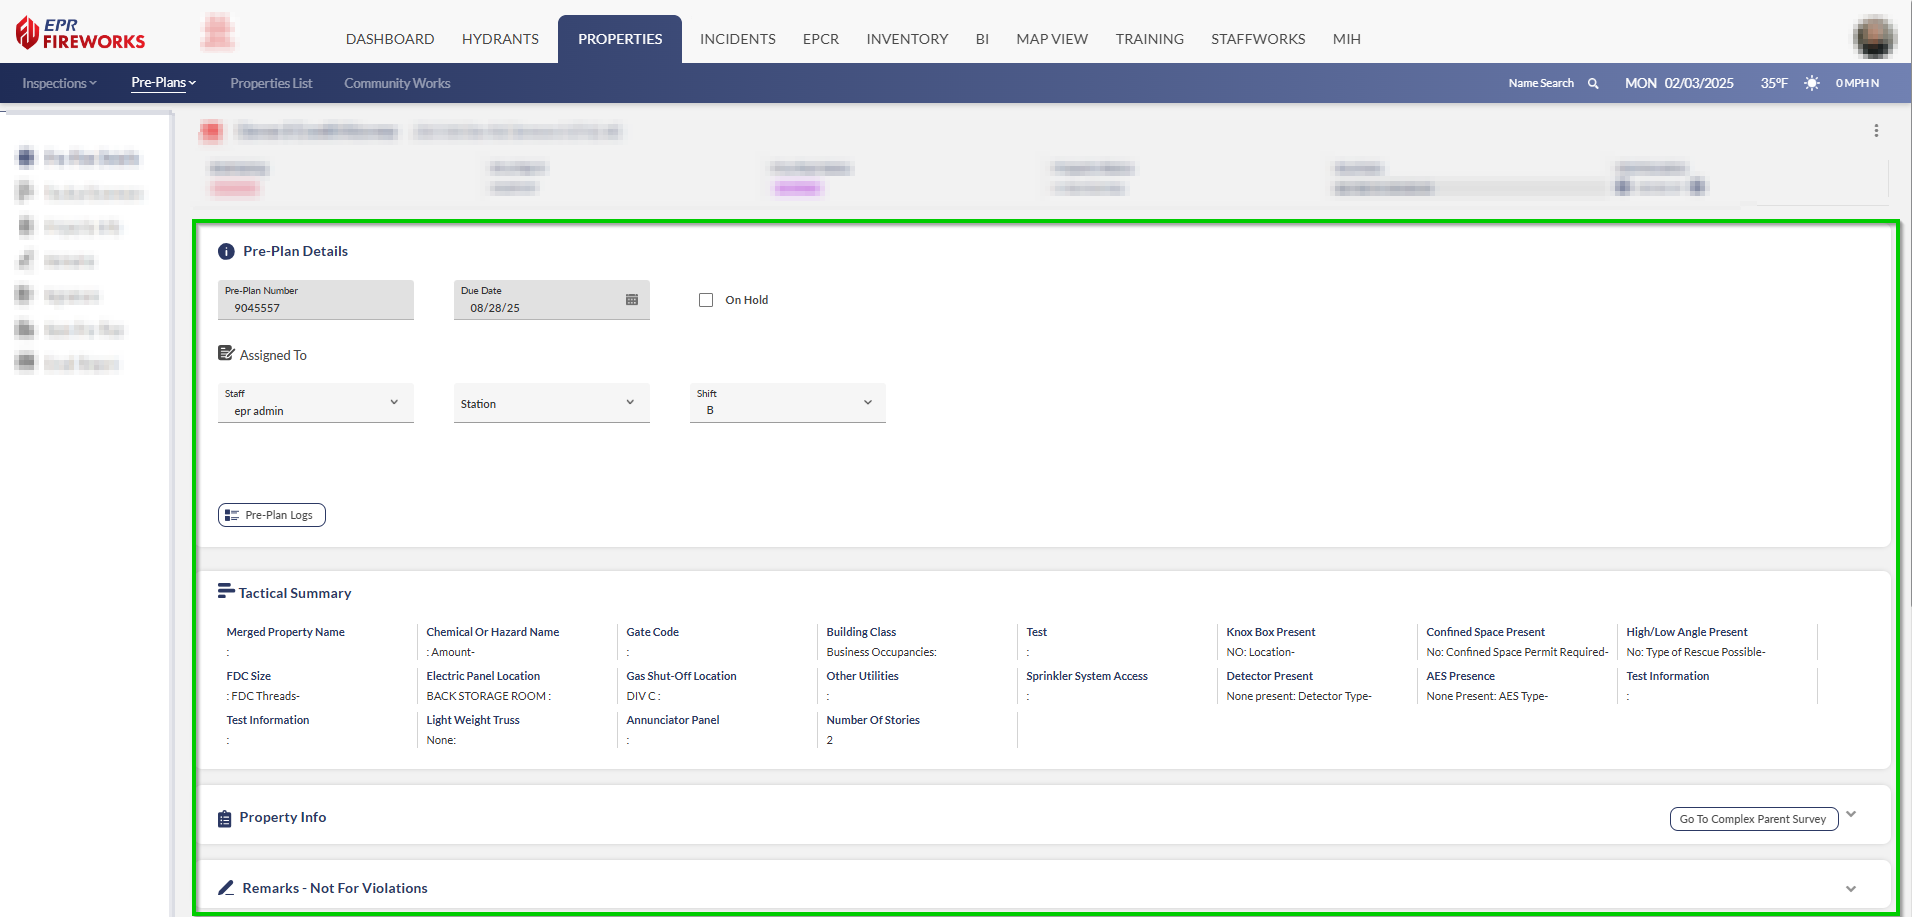 EPR
FIREWORKS
DASHBOARD HYDRANTS PROPERTIES INCIDENTS EPCR INVENTORY BI MAP VIEW TRAINING STAFFWORKS MIH
Inspections Pre-Plans Properties List Community Works Name Search MON 02/03/2025 35°F 0 MPH N
Pre-Plan Details
Pre-Plan Number Due Date
9045557 08/28/25 On Hold
Assigned To
Staff Station Shift
epr admin B
Pre-Plan Logs
Tactical Summary
Merged Property Name Chemical Or Hazard Name Gate Code Building Class Test Knox Box Present Confined Space Present High/Low Angle Present
: : Amount- : Business Occupancies: : NO: Location- No: Confined Space Permit Required- No: Type of Rescue Possible-
FDC Size Electric Panel Location Gas Shut-Off Location Other Utilities Sprinkler System Access Detector Present AES Presence Test Information
: FDC Threads- BACK STORAGE ROOM : DIV C : : : None present: Detector Type- None Present: AES Type- :
Test Information Light Weight Truss Annunciator Panel Number Of Stories
: None: : 2
Property Info Go To Complex Parent Survey
Remarks - Not For Violations